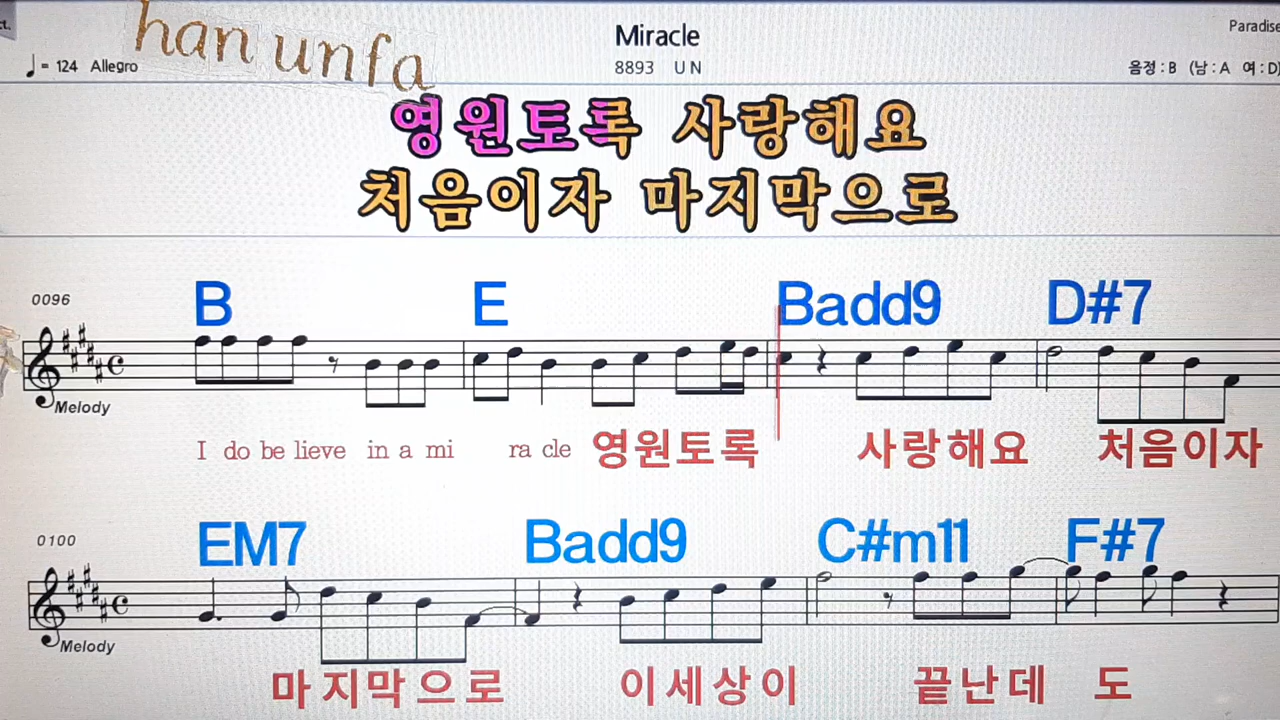 ct.
han unfa
Miracle
Paradise
♩= 124 Allegro
8893 U N
음정 : B (남 : A 여 : D)
영원토록 사랑해요
처음이자 마지막으로
B E Badd9 D#7
0096
Melody
I do be lieve in a mi ra cle 영원토록 사랑해요 처음이자
EM7 Badd9 C#m11 F#7
0100
Melody
마지막으로 이세상이 끝난데 도